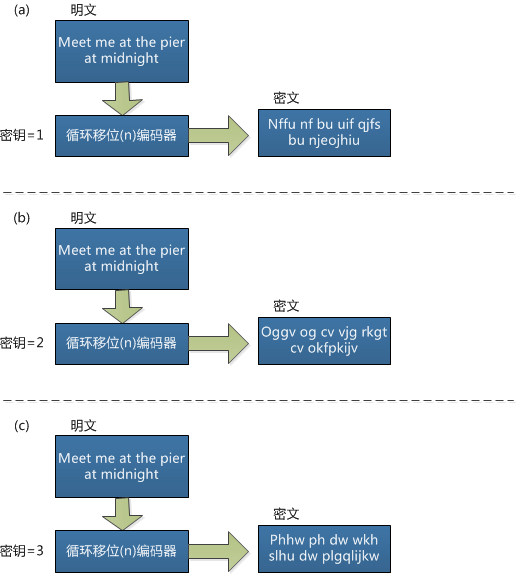 (a)
明文
Meet me at the pier
at midnight
密文
密钥=1
循环移位(n)编码器
Nffu nf bu uif qjfs
bu njeojhiu
(b)
明文
Meet me at the pier
at midnight
密文
密钥=2
循环移位(n)编码器
Oggv og cv vjg rkgt
cv okfpkijv
(c)
明文
Meet me at the pier
at midnight
密文
密钥=3
循环移位(n)编码器
Phhw ph dw wkh
slhu dw plgqlijkw